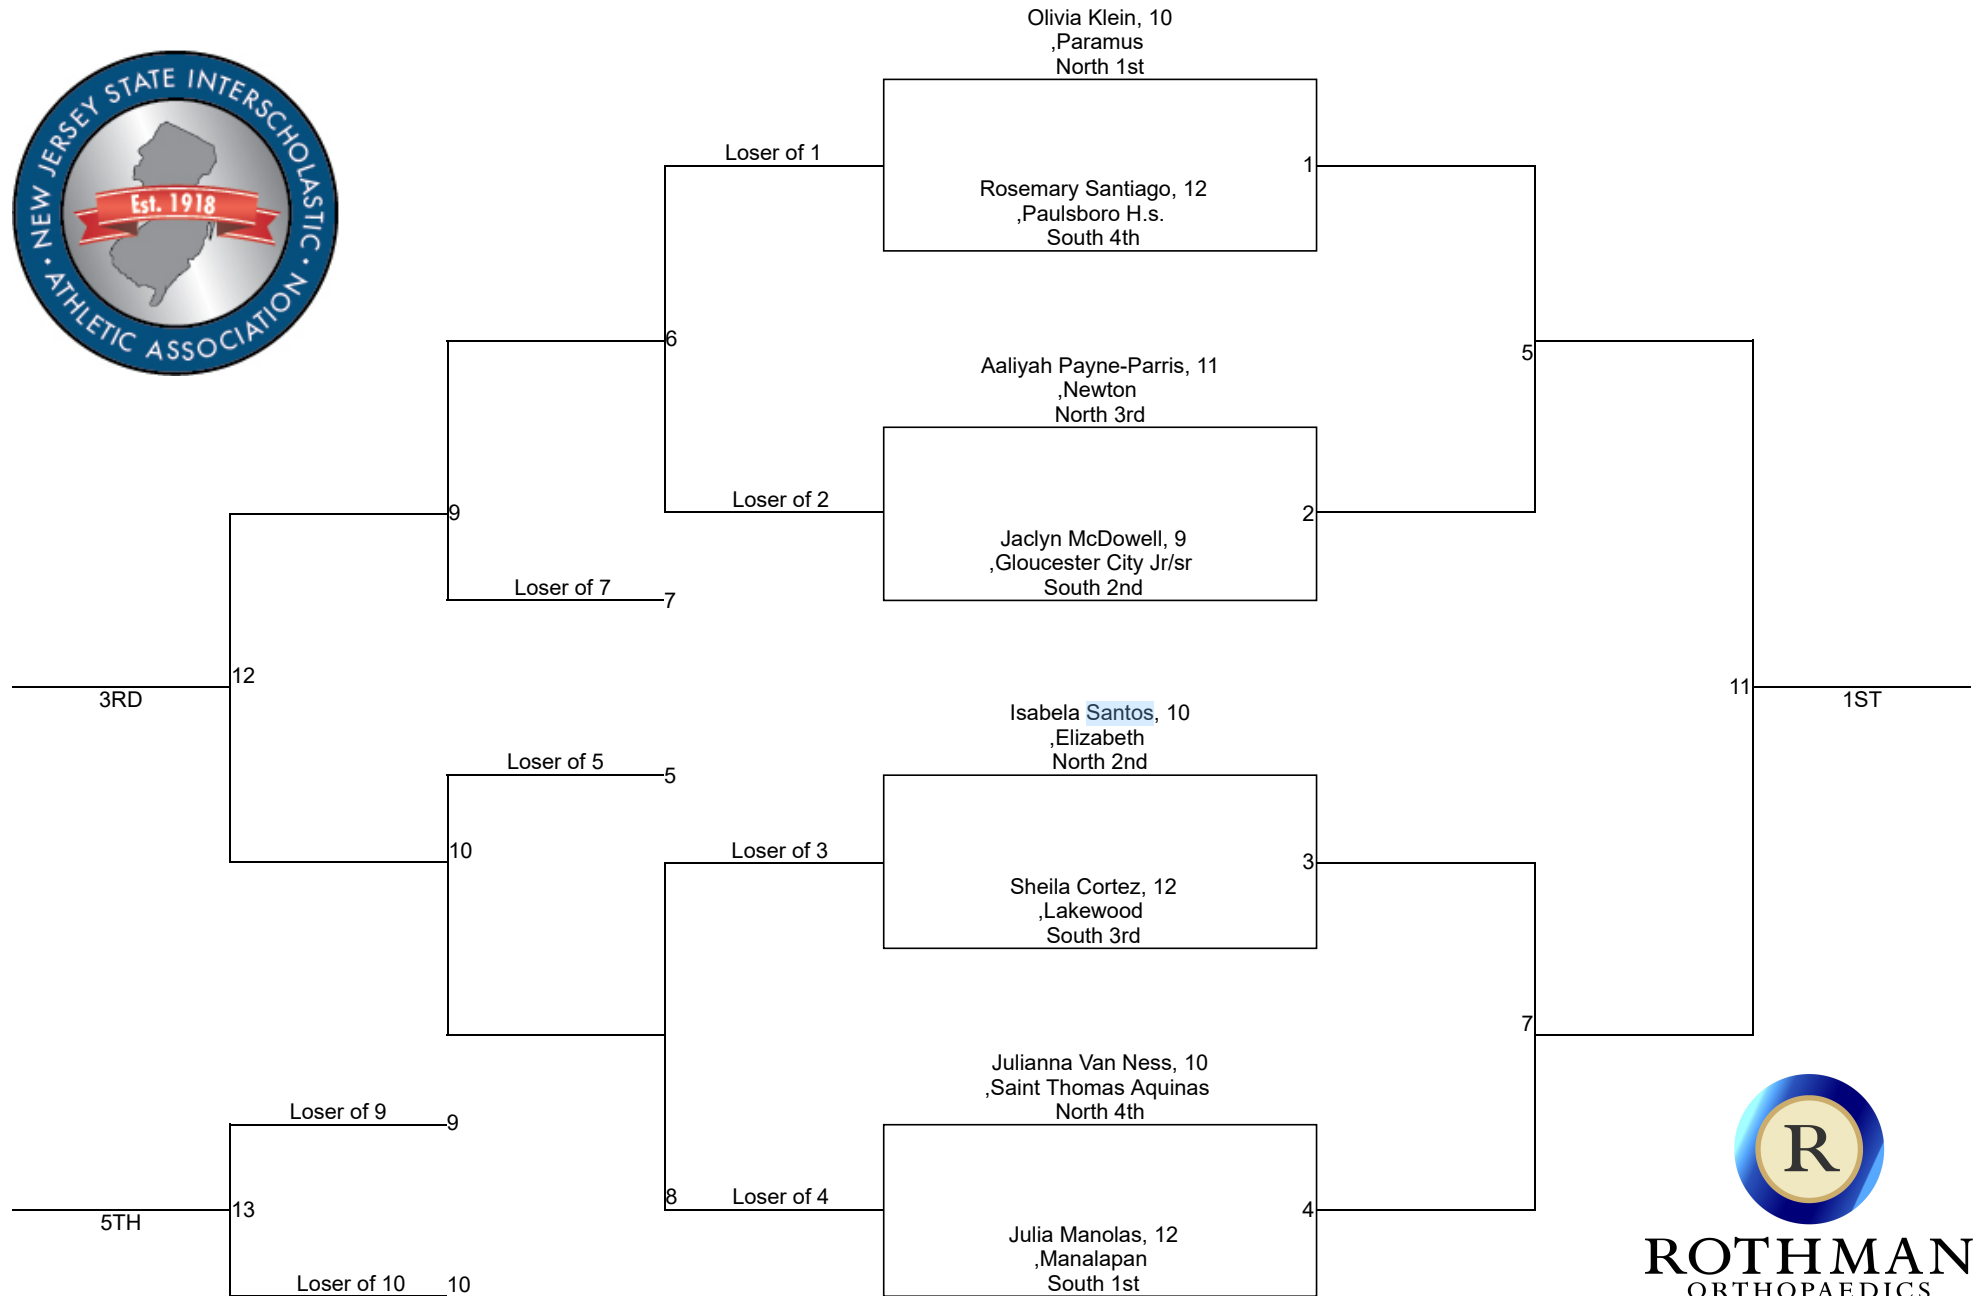 Olivia Klein, 10
,Paramus
North 1st
NEW JERSEY STATE INTERSCHOLASTIC
• ATHLETIC ASSOCIATION •
Est. 1918
Loser of 1
1
Rosemary Santiago, 12
,Paulsboro H.s.
South 4th
6
5
Aaliyah Payne-Parris, 11
,Newton
North 3rd
Loser of 2
2
9
Jaclyn McDowell, 9
,Gloucester City Jr/sr
South 2nd
Loser of 7
7
12
3RD
11
1ST
Isabela Santos, 10
,Elizabeth
North 2nd
Loser of 5
5
10
Loser of 3
3
Sheila Cortez, 12
,Lakewood
South 3rd
7
Julianna Van Ness, 10
,Saint Thomas Aquinas
North 4th
Loser of 9
9
8
Loser of 4
4
13
5TH
Julia Manolas, 12
,Manalapan
South 1st
Loser of 10
10
R
ROTHMAN
ORTHOPAEDICS